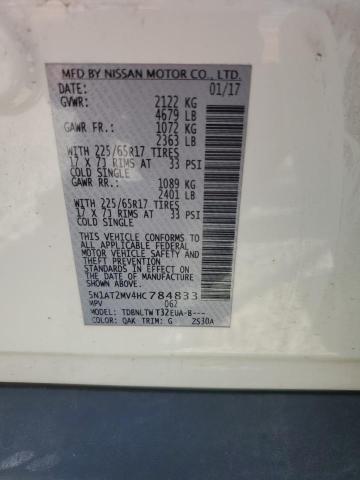 MFD BY NISSAN MOTOR CO., LTD.
DATE: 01/17
GVWR: 2122 KG
4679 LB
GAWR FR.: 1072 KG
2363 LB
WITH 225/65R17 TIRES
17 X 7J RIMS AT 33 PSI
COLD SINGLE
GAWR RR.: 1089 KG
2401 LB
WITH 225/65R17 TIRES
17 X 7J RIMS AT 33 PSI
COLD SINGLE
THIS VEHICLE CONFORMS TO
ALL APPLICABLE FEDERAL
MOTOR VEHICLE SAFETY
STANDARDS IN EFFECT ON
THE DATE OF MANUFACTURE
SHOWN ABOVE.
5N1AT2MV4HC784833
MPV 062
MODEL: TDBNLTW T32EUA-B---
COLOR: QAK TRIM: G 2S30A